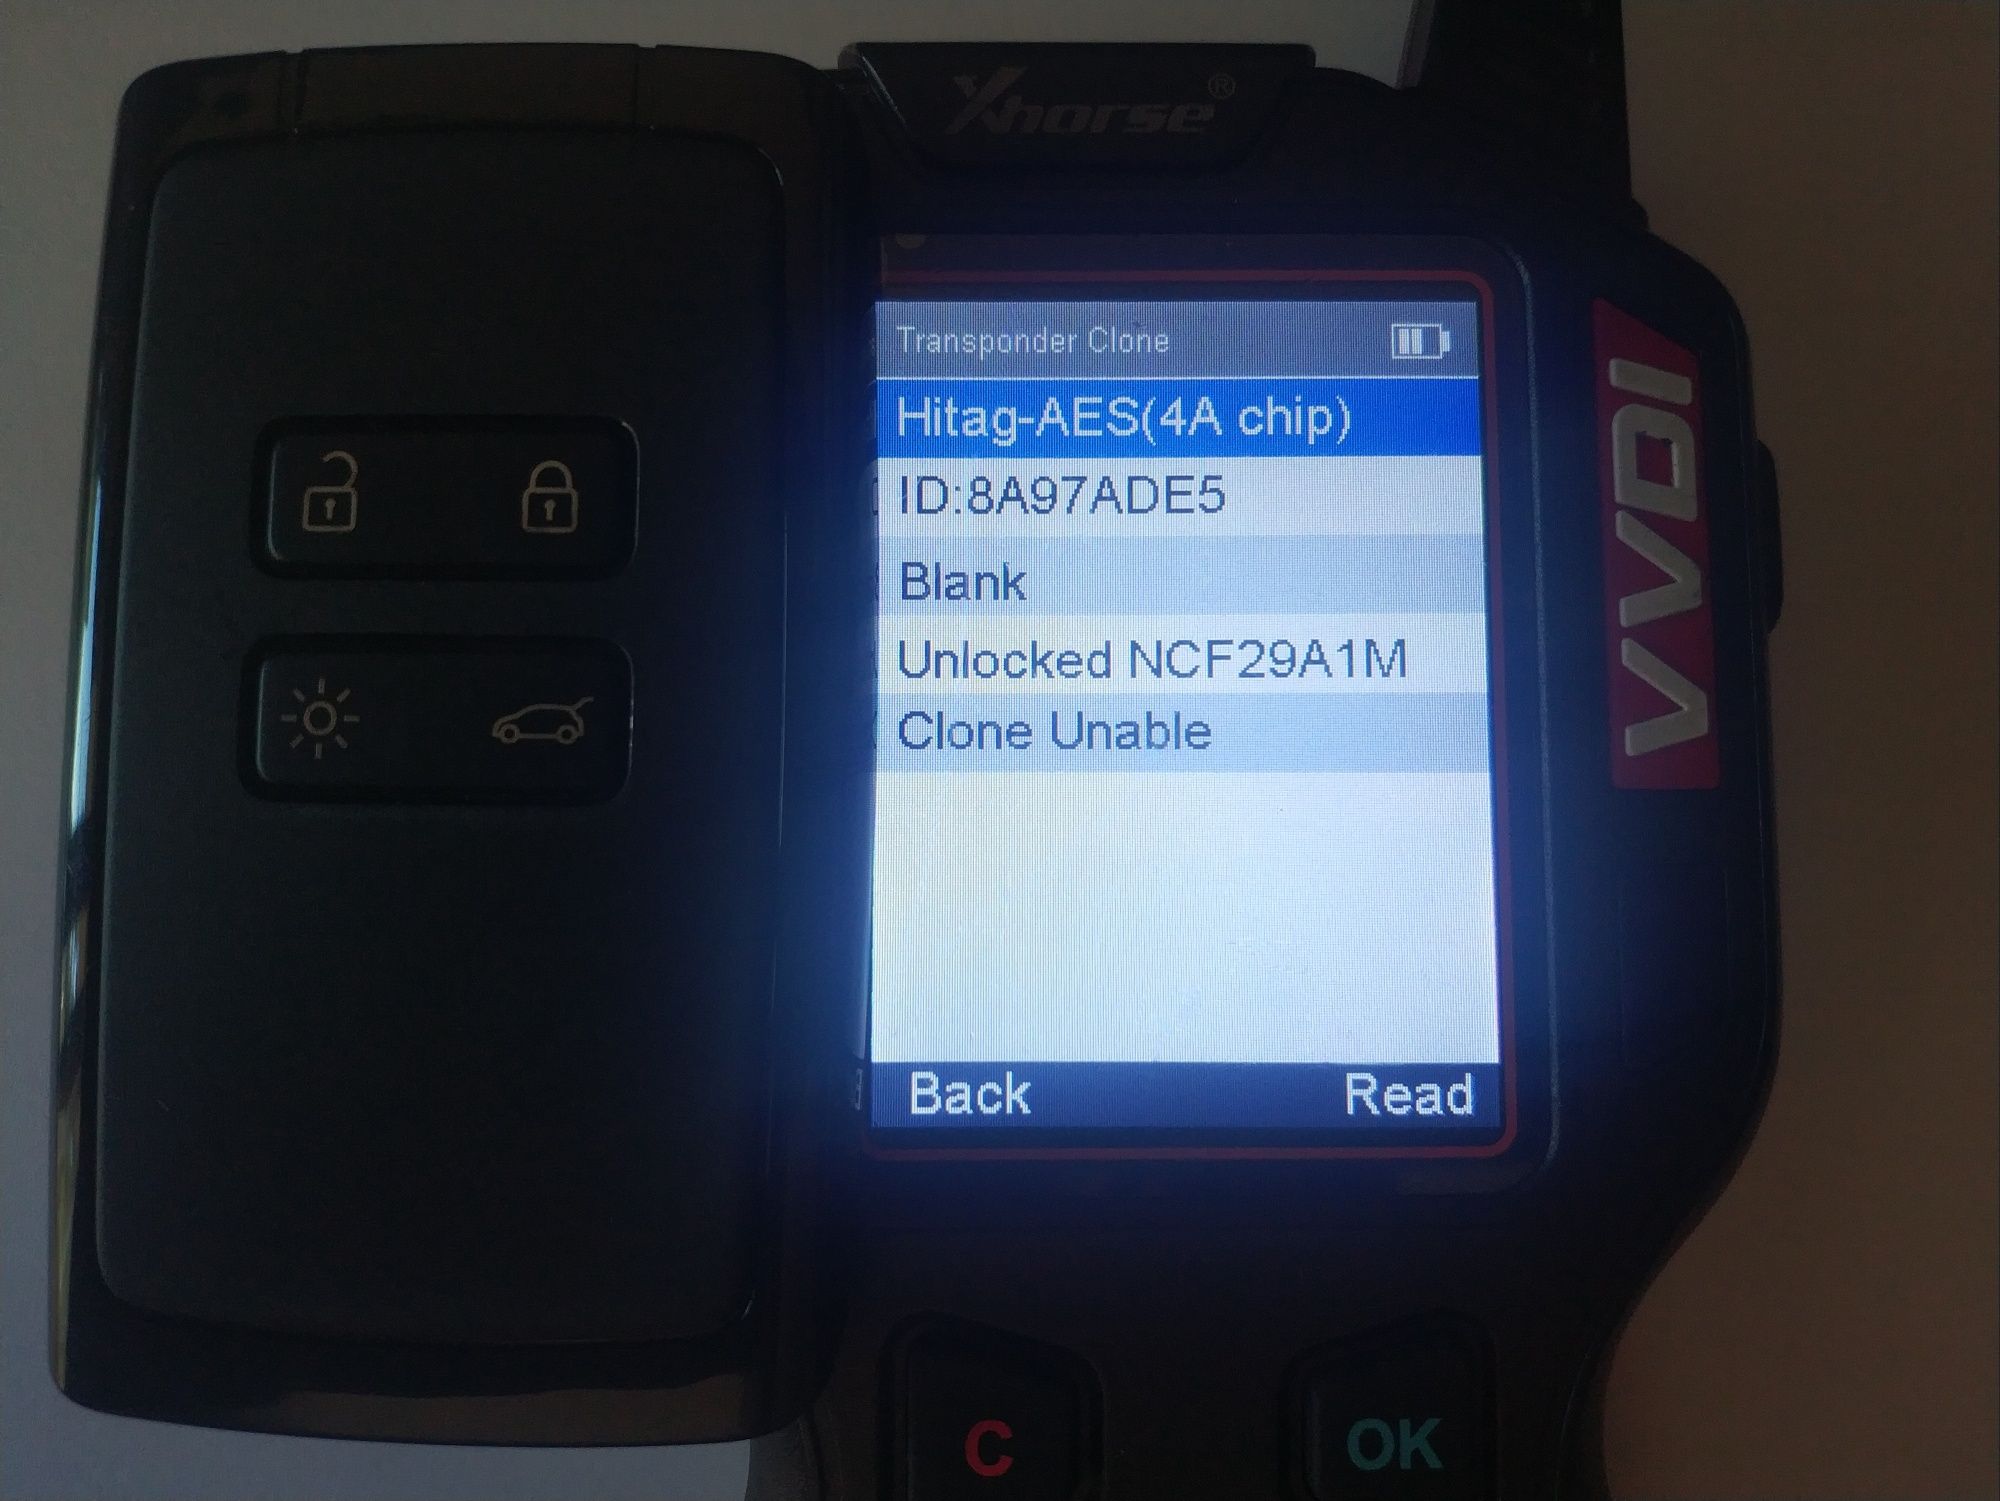 Xhorse®
Transponder Clone
Hitag-AES(4A chip)
ID:8A97ADE5
Blank
Unlocked NCF29A1M
Clone Unable
Back Read
VVDI
C OK